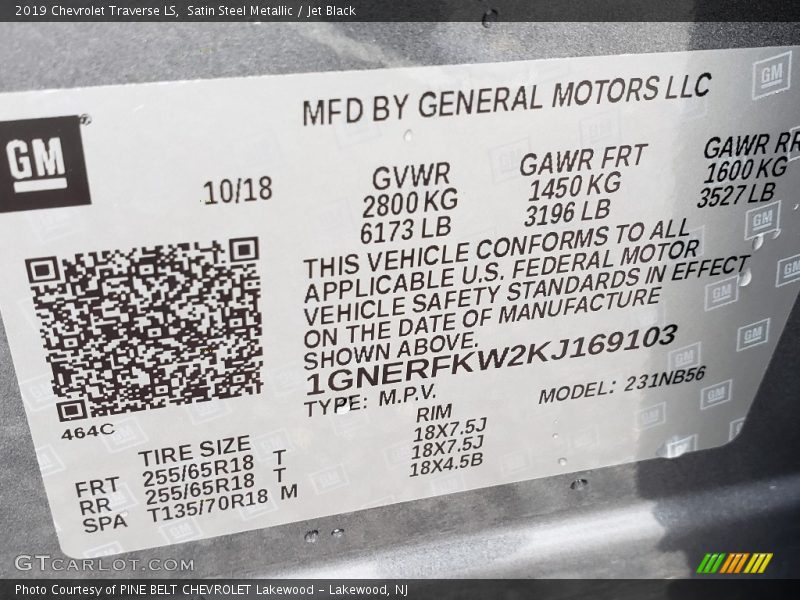 2019 Chevrolet Traverse LS, Satin Steel Metallic / Jet Black
GM
MFD BY GENERAL MOTORS LLC
10/18
GVWR
2800 KG
6173 LB
GAWR FRT
1450 KG
3196 LB
GAWR RR
1600 KG
3527 LB
THIS VEHICLE CONFORMS TO ALL
APPLICABLE U.S. FEDERAL MOTOR
VEHICLE SAFETY STANDARDS IN EFFECT
ON THE DATE OF MANUFACTURE
SHOWN ABOVE.
1GNERFKW2KJ169103
TYPE: M.P.V. MODEL: 231NB56
464C
TIRE SIZE RIM
FRT 255/65R18 T 18X7.5J
RR 255/65R18 T 18X7.5J
SPA T135/70R18 M 18X4.5B
GTCARLOT.COM
Photo Courtesy of PINE BELT CHEVROLET Lakewood - Lakewood, NJ